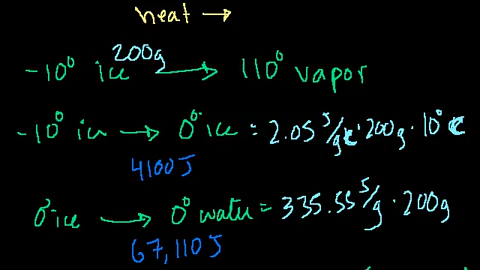 heat →
200g
-10° ice → 110° vapor
-10° ice → 0° ice = 2.05 J/g·C · 200g · 10° C
4100 J
0° ice → 0° water = 335.55 J/g · 200g
67,110 J